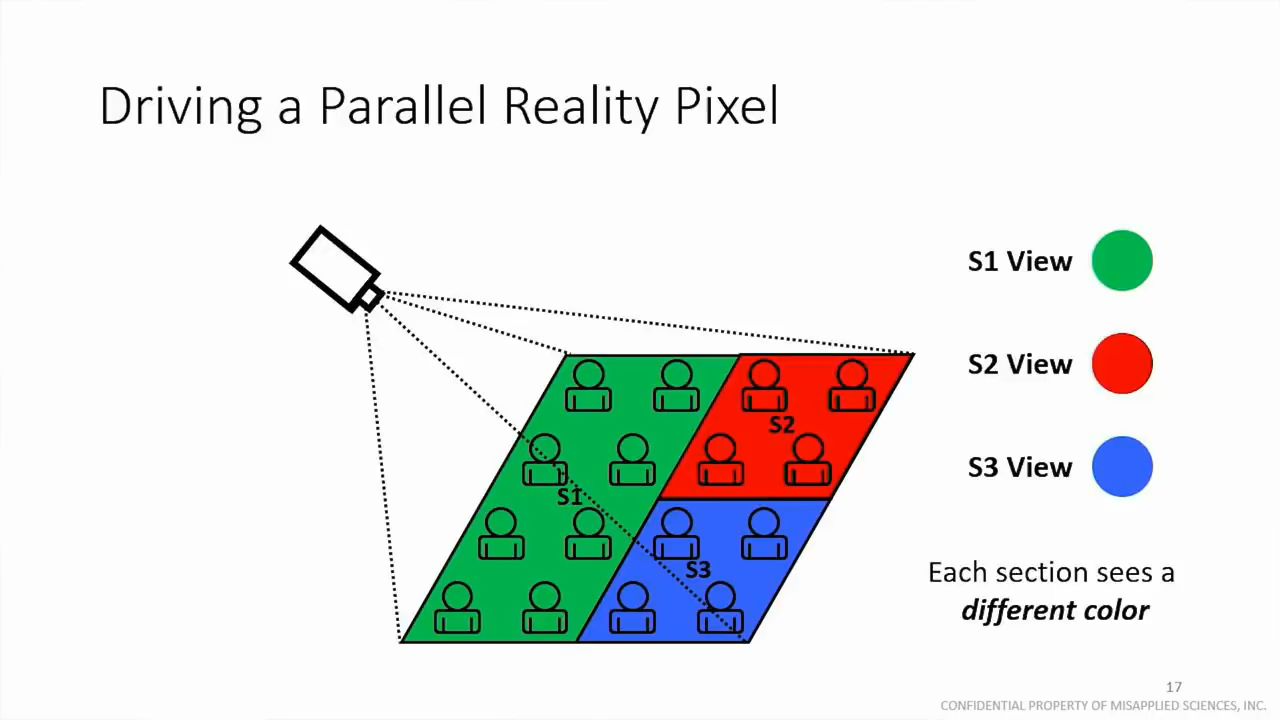 Driving a Parallel Reality Pixel
S1 View
S2 View
S2
S3 View
S1
S3
Each section sees a
different color
17
CONFIDENTIAL PROPERTY OF MISAPPLIED SCIENCES, INC.